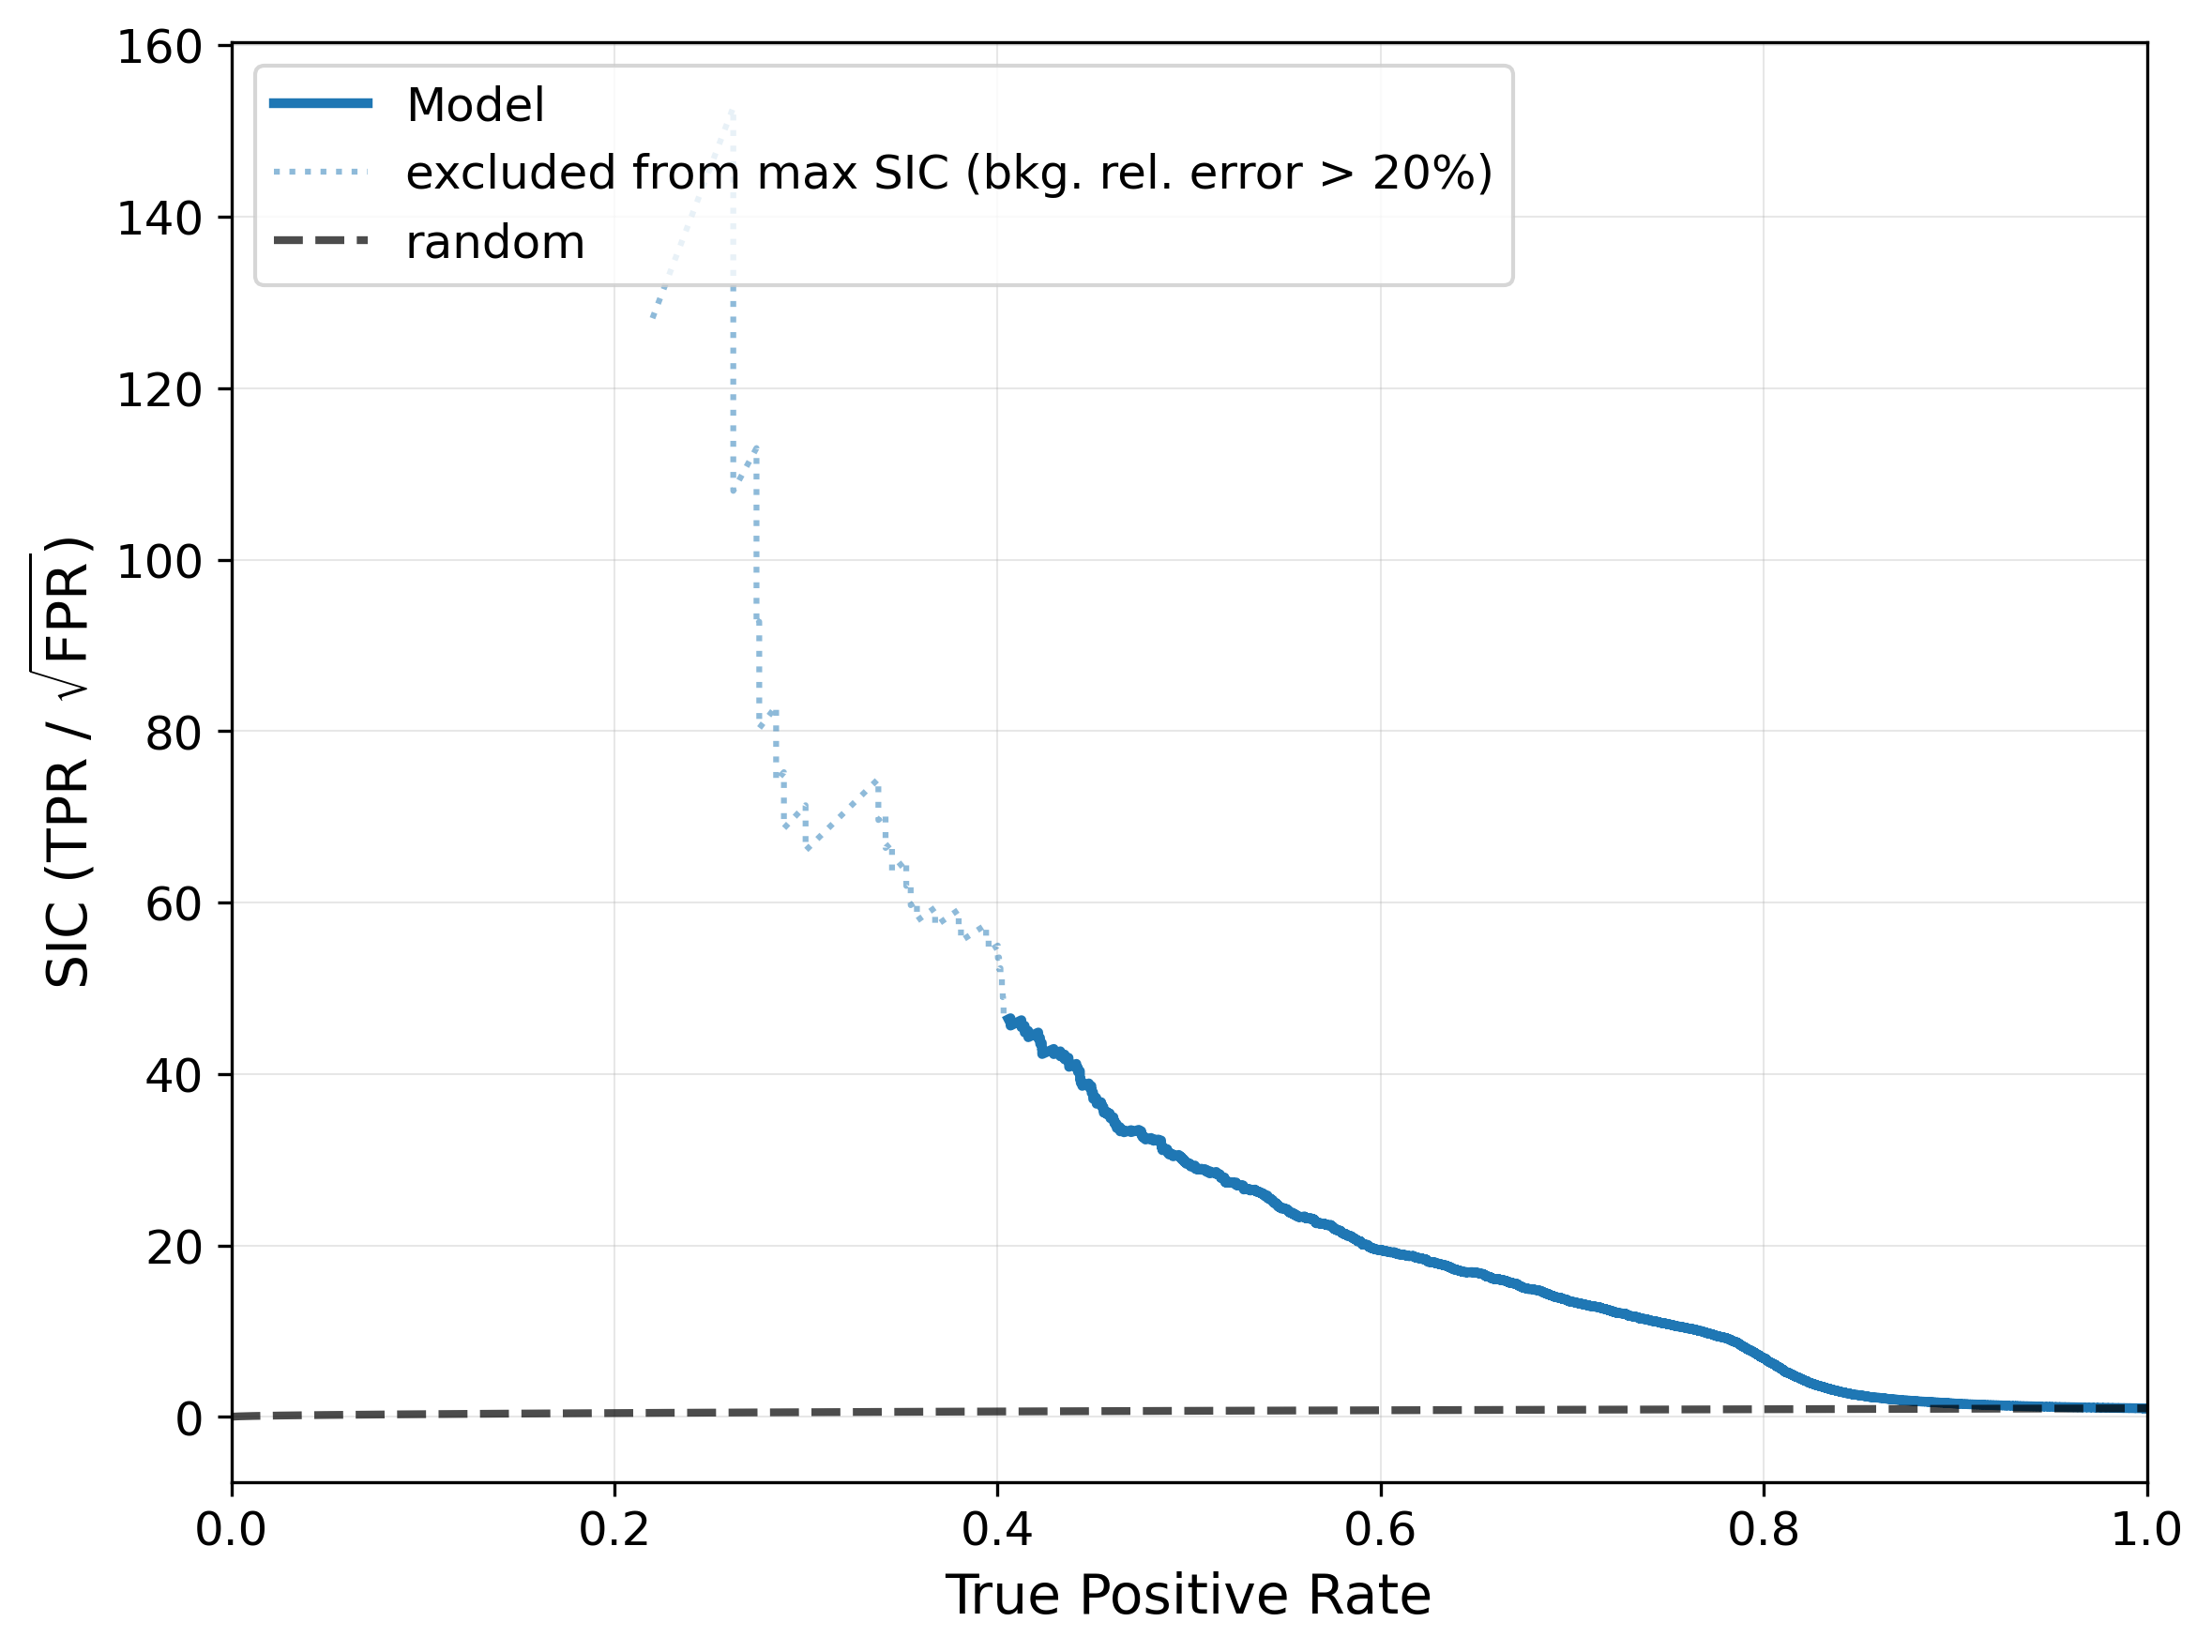 160
140
120
100
80
60
40
20
0
SIC (TPR / √FPR)
Model
excluded from max SIC (bkg. rel. error > 20%)
random
0.0 0.2 0.4 0.6 0.8 1.0
True Positive Rate